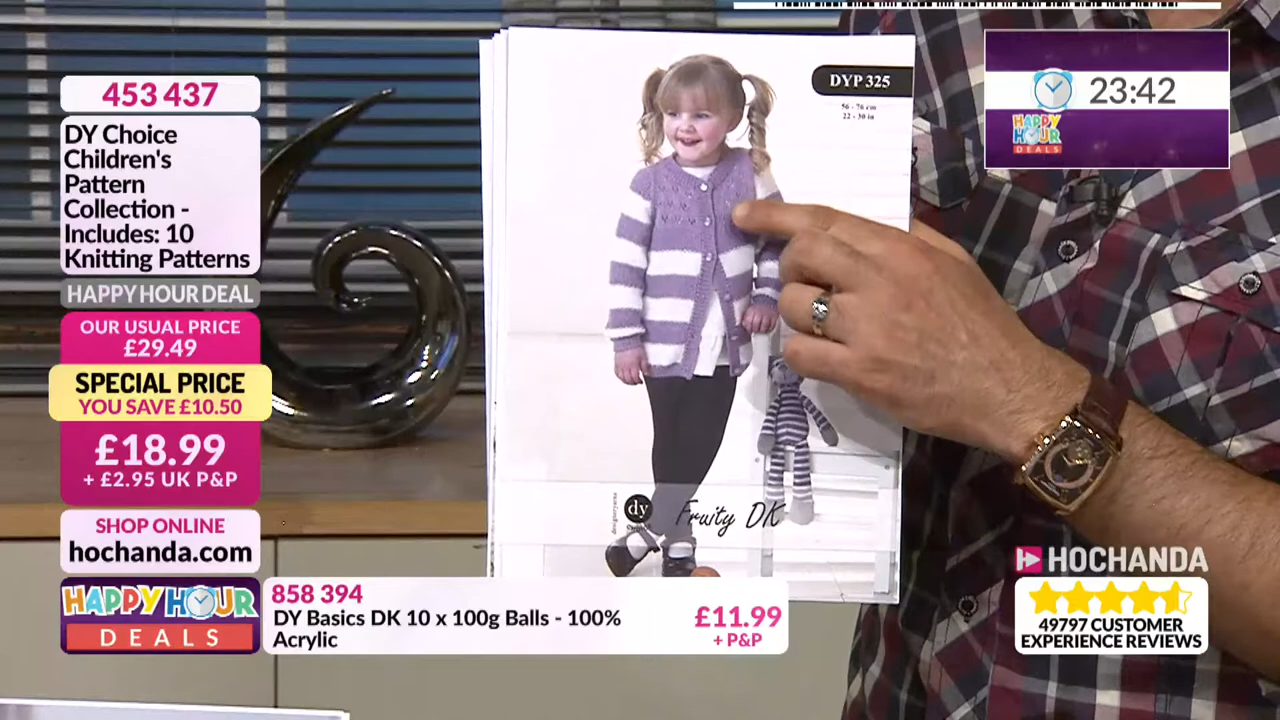 453 437
DY Choice
Children's
Pattern
Collection -
Includes: 10
Knitting Patterns
HAPPY HOUR DEAL
OUR USUAL PRICE
£29.49
SPECIAL PRICE
YOU SAVE £10.50
£18.99
+ £2.95 UK P&P
SHOP ONLINE
hochanda.com
HAPPY HOUR
DEALS
858 394
DY Basics DK 10 x 100g Balls - 100%
Acrylic
£11.99
+ P&P
DYP 325
56 - 76 cm
22 - 30 in
designeryarns
dy
Fruity DK
23:42
HAPPY
HOUR
DEALS
HOCHANDA
49797 CUSTOMER
EXPERIENCE REVIEWS